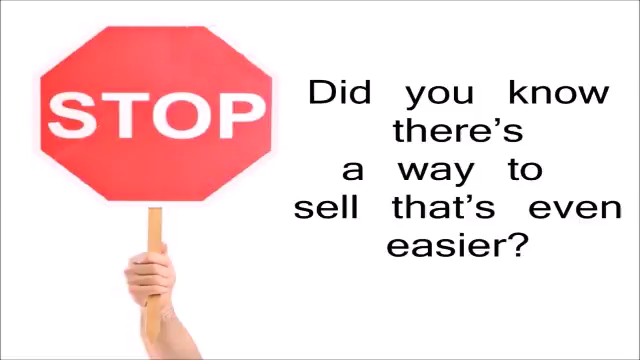 STOP
Did you know
there's
a way to
sell that's even
easier?